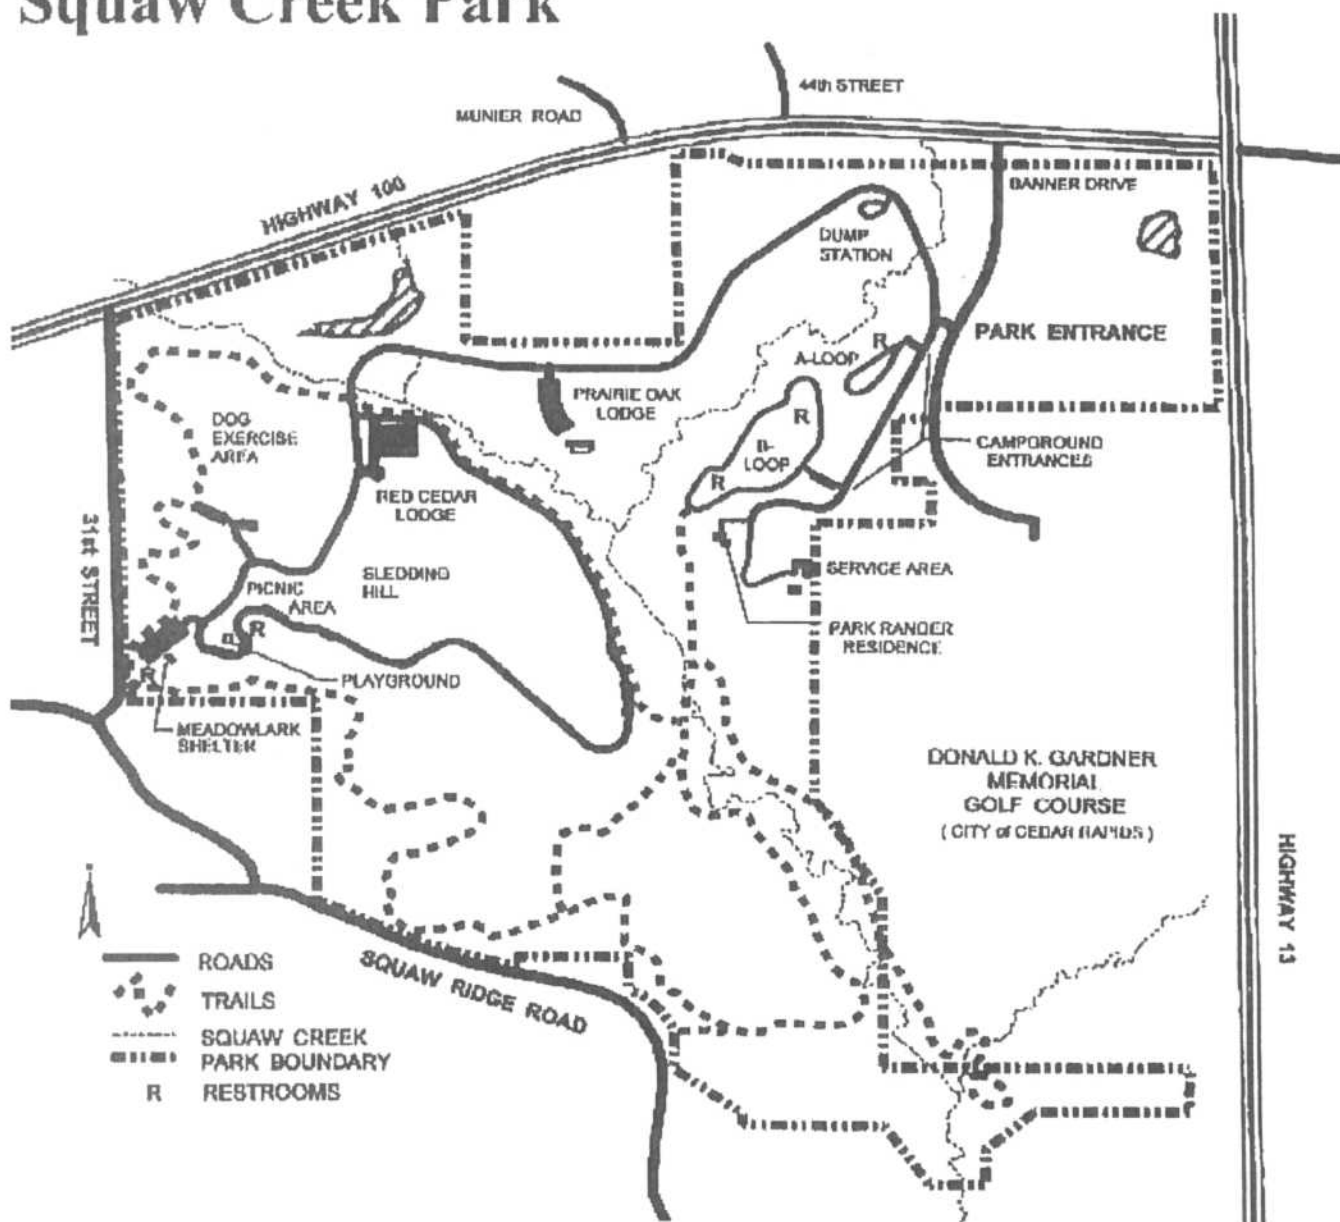 Squaw Creek Park
44th STREET
MUNIER ROAD
HIGHWAY 100
BANNER DRIVE
DUMP
STATION
PARK ENTRANCE
R
A-LOOP
PRAIRIE OAK
LODGE
R
B-
LOOP
R
CAMPGROUND
ENTRANCES
DOG
EXERCISE
AREA
RED CEDAR
LODGE
31st STREET
SLEDDING
HILL
PICNIC
AREA
SERVICE AREA
R
PARK RANGER
RESIDENCE
R
PLAYGROUND
MEADOWLARK
SHELTER
DONALD K. GARDNER
MEMORIAL
GOLF COURSE
(CITY of CEDAR RAPIDS)
HIGHWAY 13
SQUAW RIDGE ROAD
ROADS
TRAILS
SQUAW CREEK
PARK BOUNDARY
R RESTROOMS